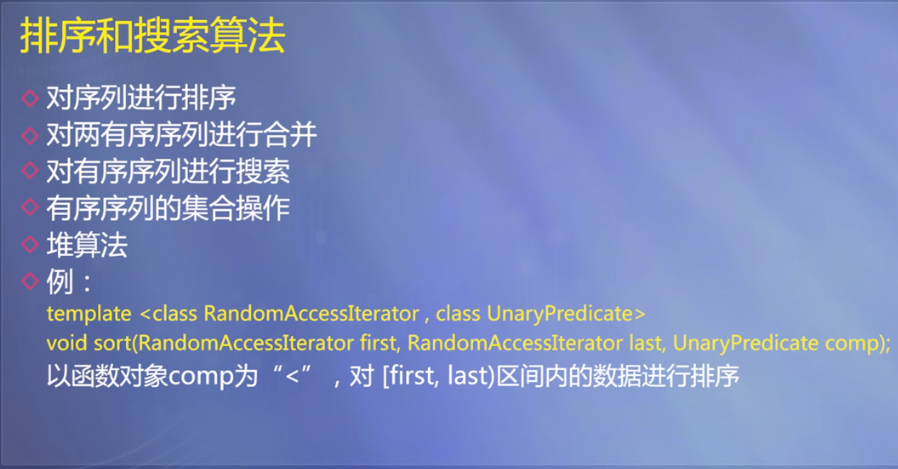 排序和搜索算法
◇ 对序列进行排序
◇ 对两有序序列进行合并
◇ 对有序序列进行搜索
◇ 有序序列的集合操作
◇ 堆算法
◇ 例：
template <class RandomAccessIterator , class UnaryPredicate>
void sort(RandomAccessIterator first, RandomAccessIterator last, UnaryPredicate comp);
以函数对象comp为“<”，对 [first, last)区间内的数据进行排序